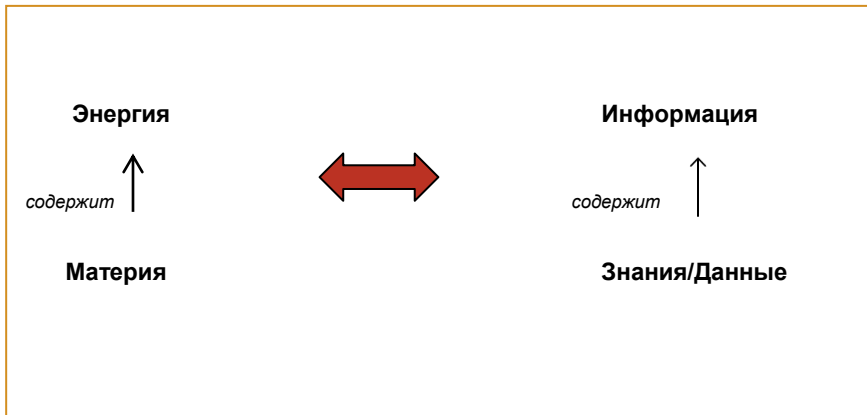 Энергия
Информация
содержит
содержит
Материя
Знания/Данные